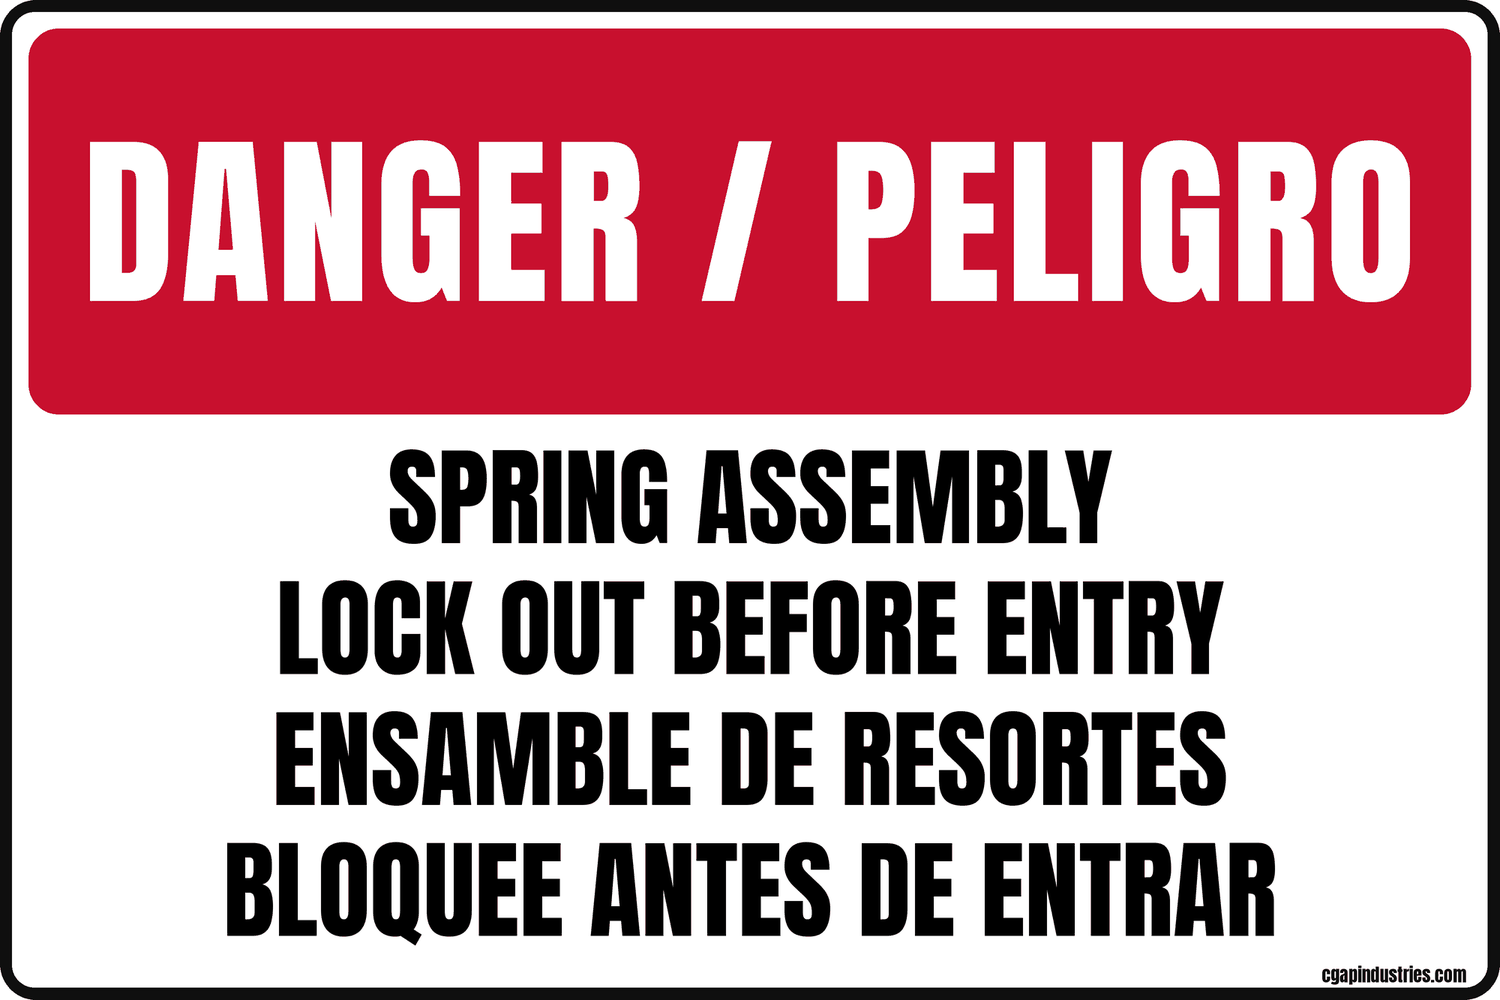 DANGER / PELIGRO
SPRING ASSEMBLY
LOCK OUT BEFORE ENTRY
ENSAMBLE DE RESORTES
BLOQUEE ANTES DE ENTRAR
cgapindustries.com